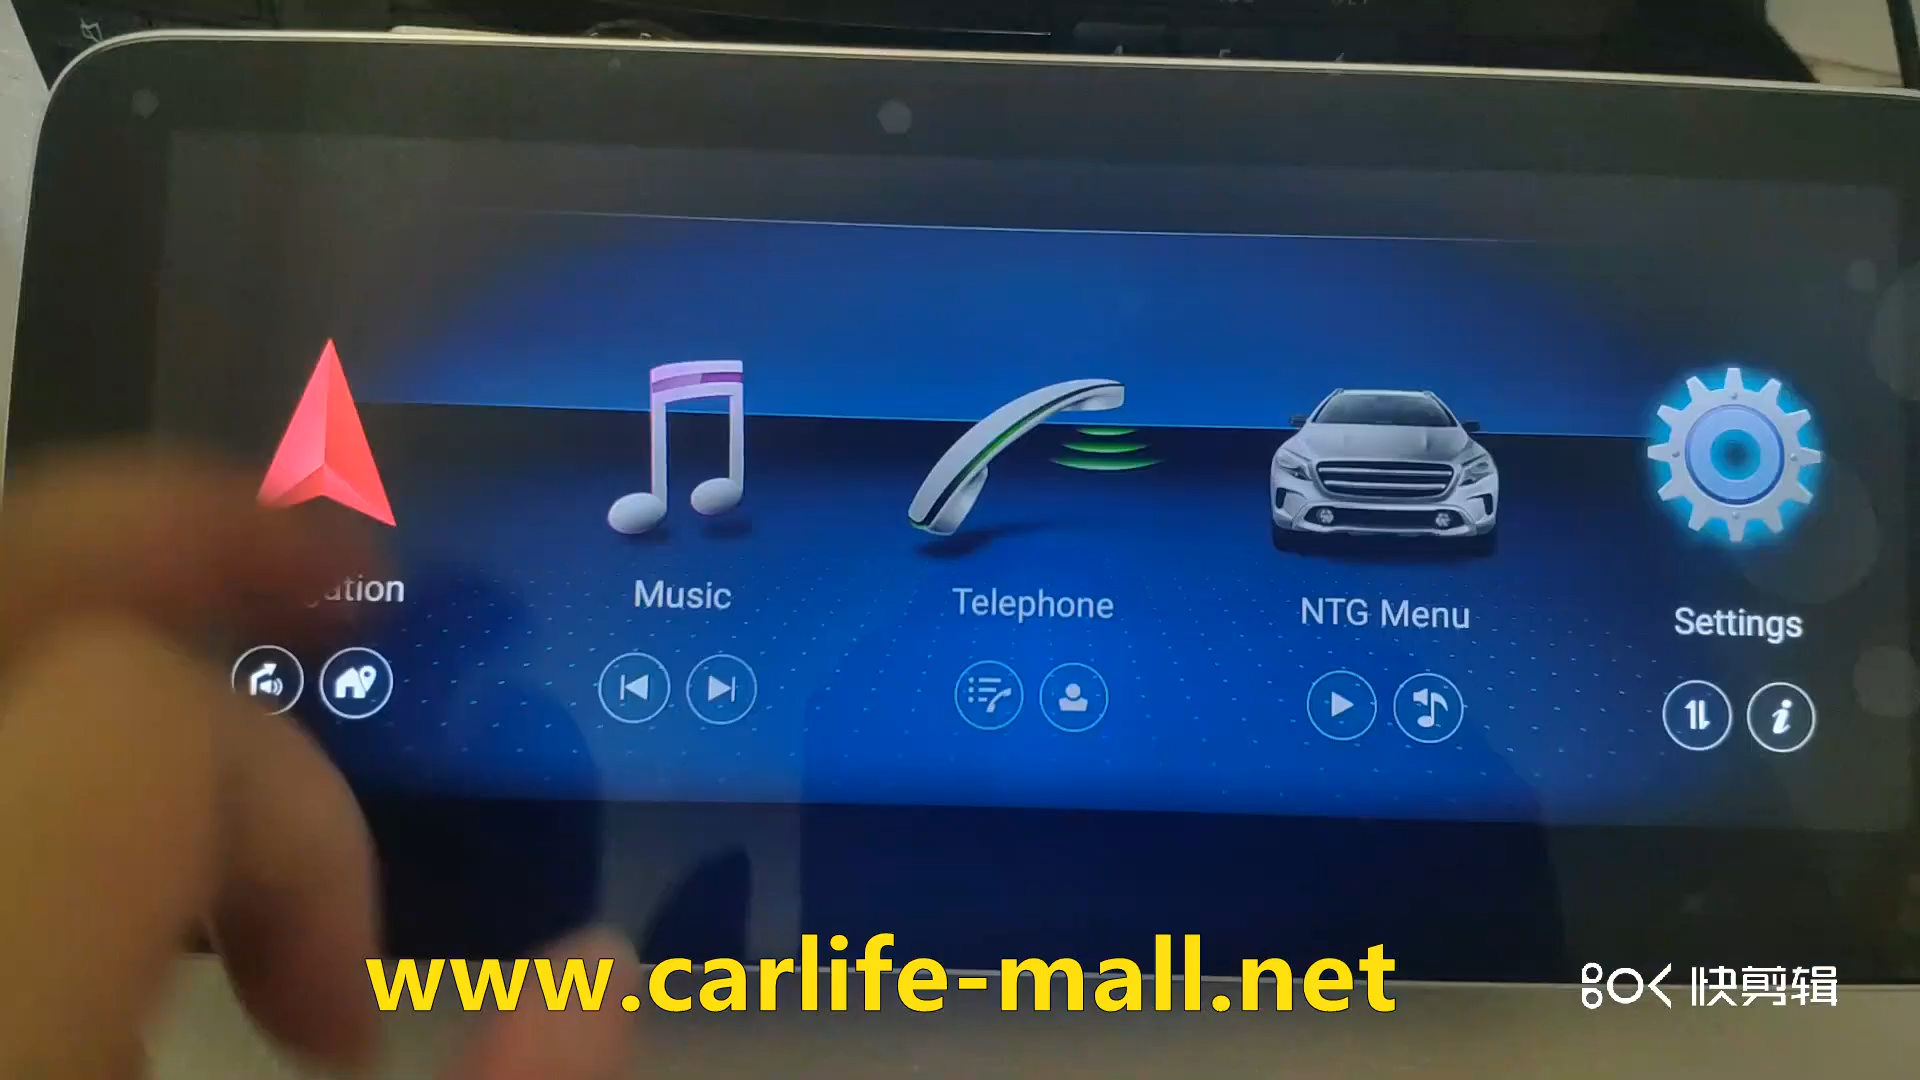 ation
Music
Telephone
NTG Menu
Settings
www.carlife-mall.net
快剪辑